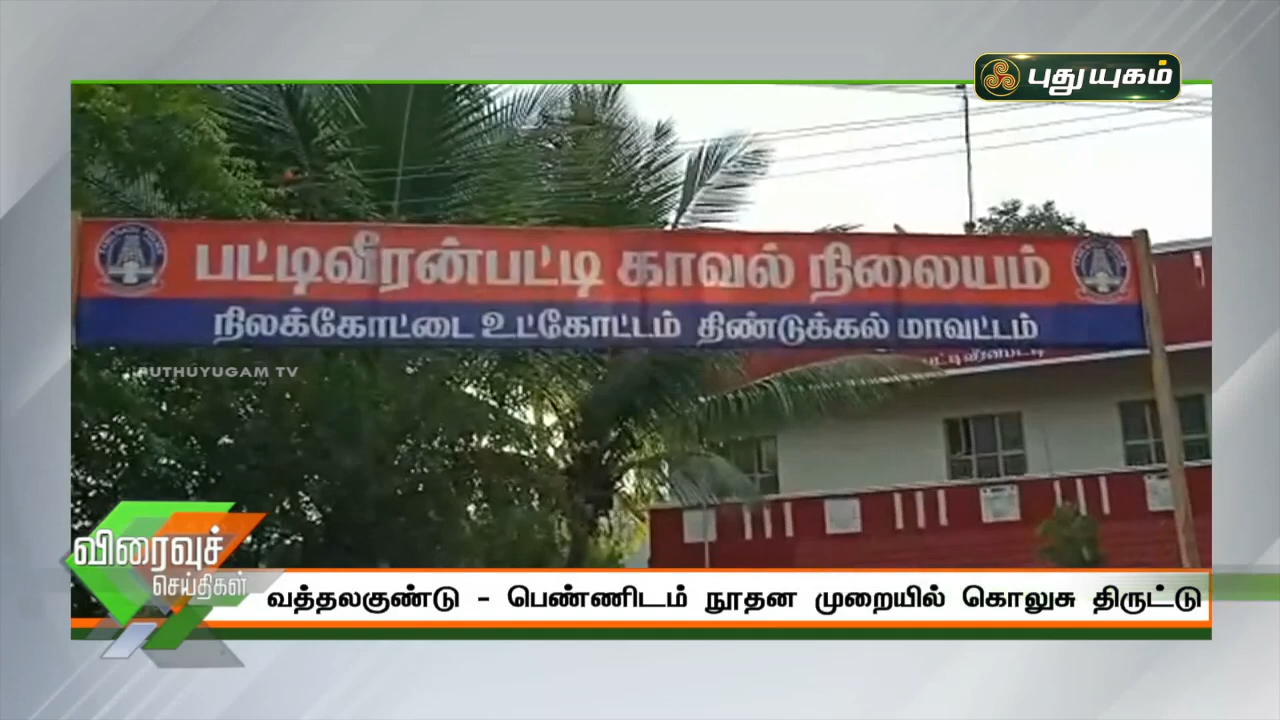 புதுயுகம்
பட்டிவீரன்பட்டி காவல் நிலையம்
நிலக்கோட்டை உட்கோட்டம் திண்டுக்கல் மாவட்டம்
PUTHUYUGAM TV
விரைவுச்
செய்திகள்
வத்தலகுண்டு - பெண்ணிடம் நூதன முறையில் கொலுசு திருட்டு